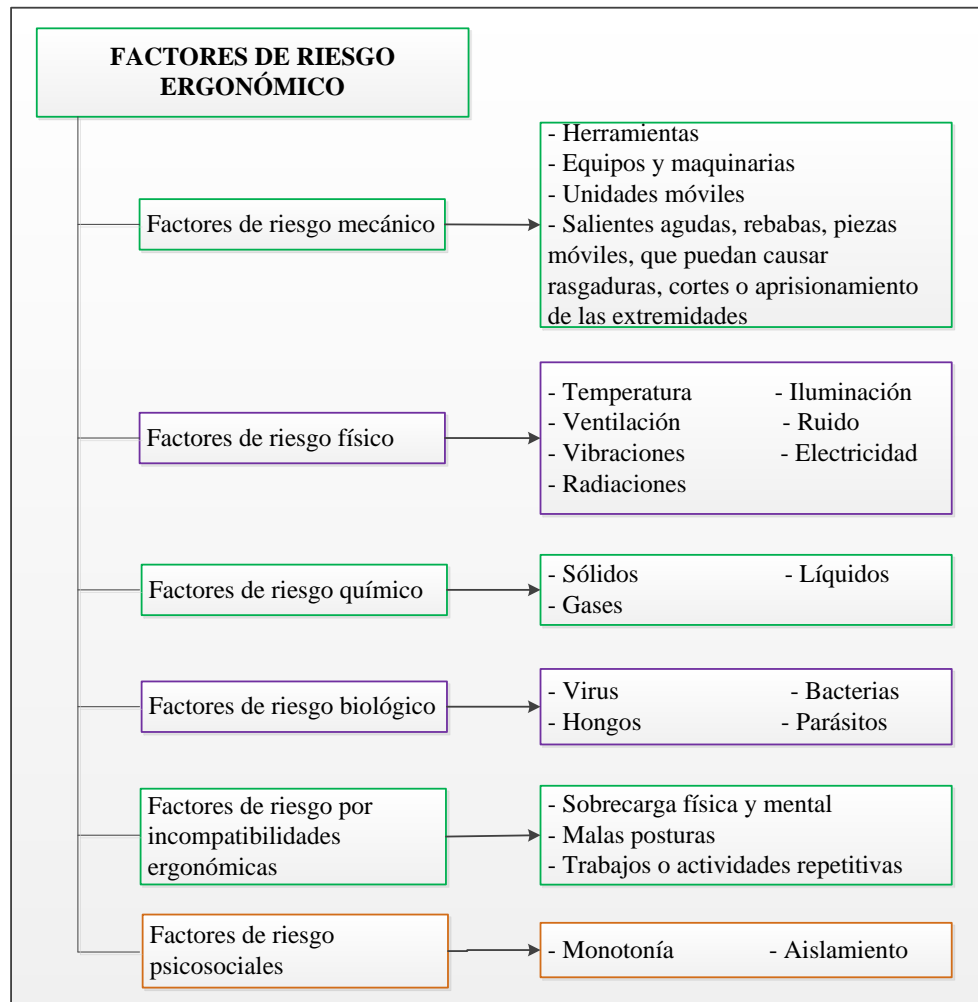 FACTORES DE RIESGO
ERGONÓMICO
Factores de riesgo mecánico
- Herramientas
- Equipos y maquinarias
- Unidades móviles
- Salientes agudas, rebabas, piezas
móviles, que puedan causar
rasgaduras, cortes o aprisionamiento
de las extremidades
Factores de riesgo físico
- Temperatura - Iluminación
- Ventilación - Ruido
- Vibraciones - Electricidad
- Radiaciones
Factores de riesgo químico
- Sólidos - Líquidos
- Gases
Factores de riesgo biológico
- Virus - Bacterias
- Hongos - Parásitos
Factores de riesgo por
incompatibilidades
ergonómicas
- Sobrecarga física y mental
- Malas posturas
- Trabajos o actividades repetitivas
Factores de riesgo
psicosociales
- Monotonía - Aislamiento